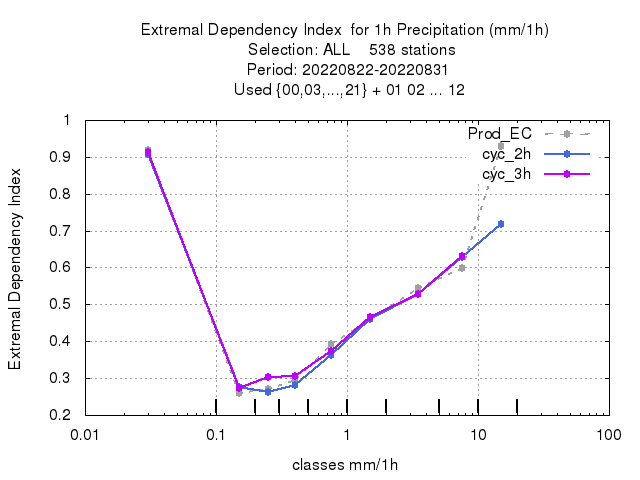 Extremal Dependency Index  for 1h Precipitation (mm/1h)
Selection: ALL    538 stations
Period: 20220822-20220831
Used {00,03,...,21} + 01 02 ... 12
Prod_EC
cyc_2h
cyc_3h
1
0.9
0.8
0.7
0.6
0.5
0.4
0.3
0.2
Extremal Dependency Index
0.01
0.1
1
10
100
classes mm/1h